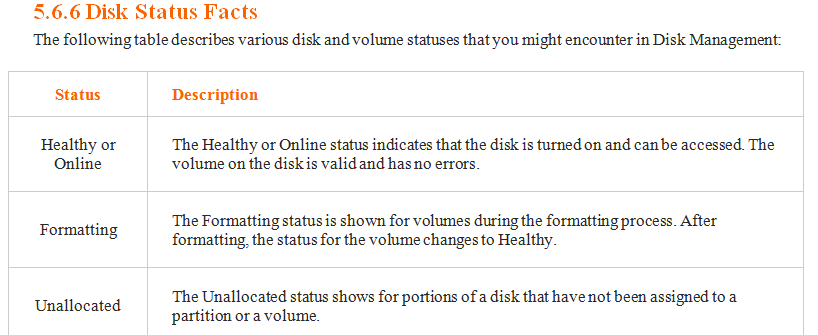 5.6.6 Disk Status Facts
The following table describes various disk and volume statuses that you might encounter in Disk Management:
Status
Description
Healthy or
Online
The Healthy or Online status indicates that the disk is turned on and can be accessed. The
volume on the disk is valid and has no errors.
Formatting
The Formatting status is shown for volumes during the formatting process. After
formatting, the status for the volume changes to Healthy.
Unallocated
The Unallocated status shows for portions of a disk that have not been assigned to a
partition or a volume.